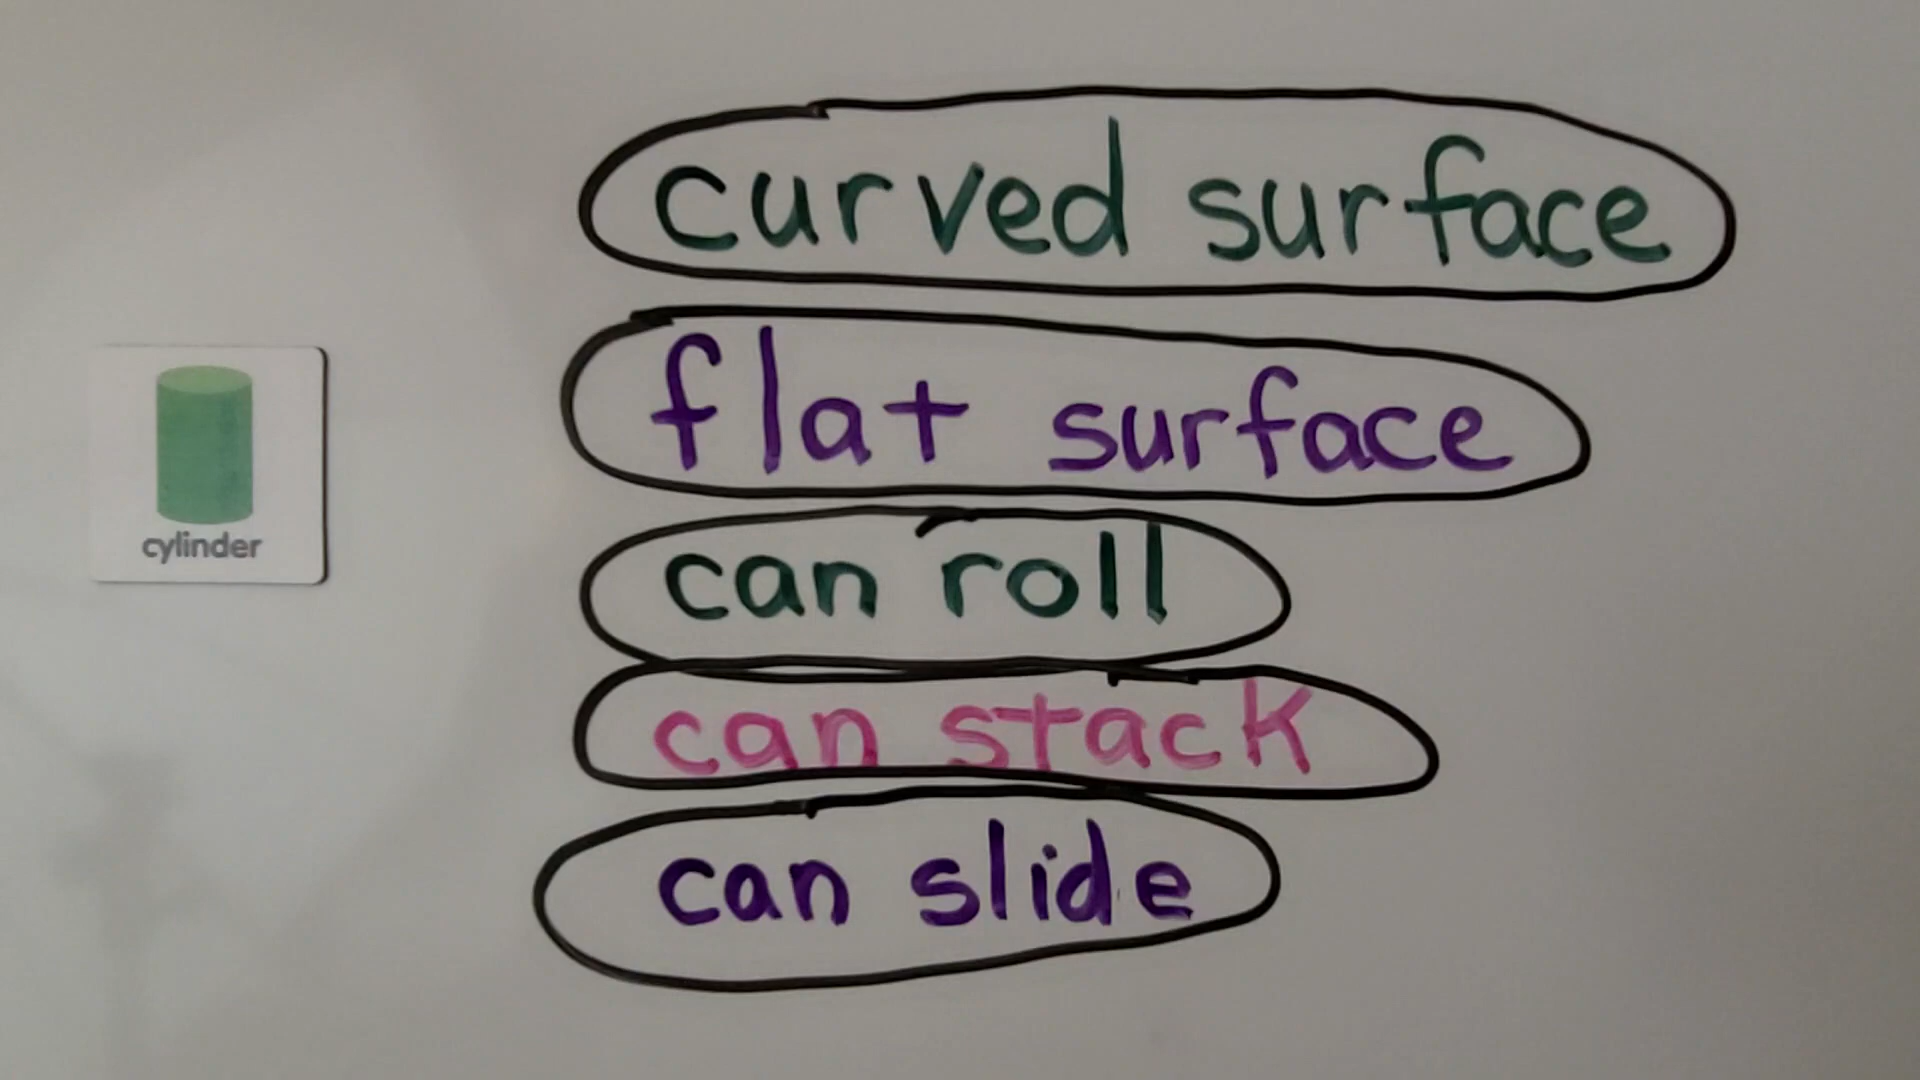 curved surface
flat surface
cylinder
can roll
can stack
can slide